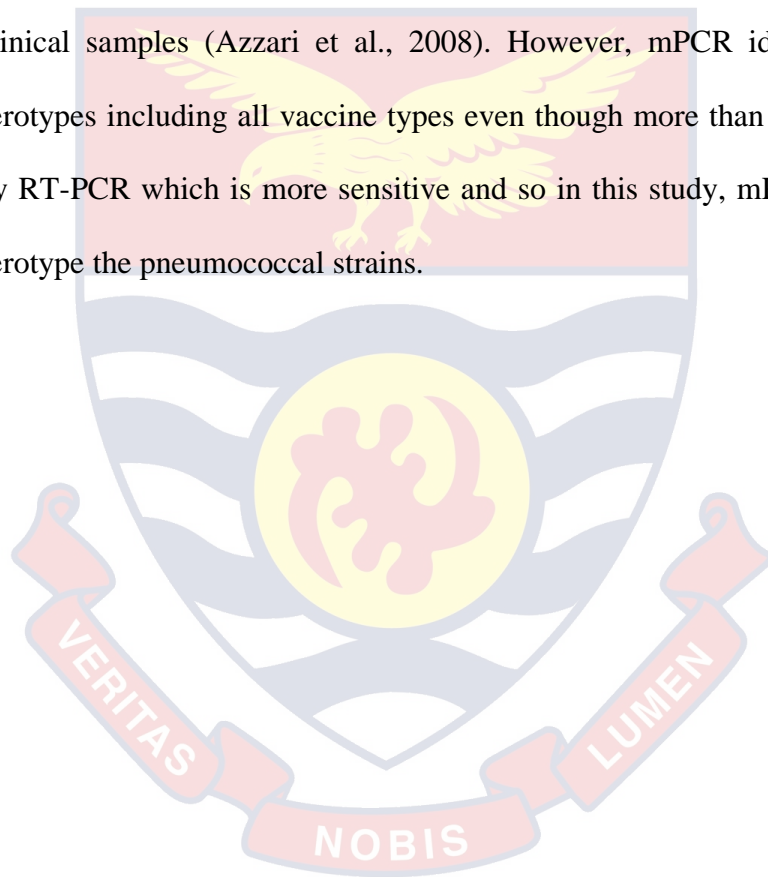 inical samples (Azzari et al., 2008). However, mPCR id
erotypes including all vaccine types even though more than
y RT-PCR which is more sensitive and so in this study, mP
erotype the pneumococcal strains.
VERITAS
NOBIS
LUMEN